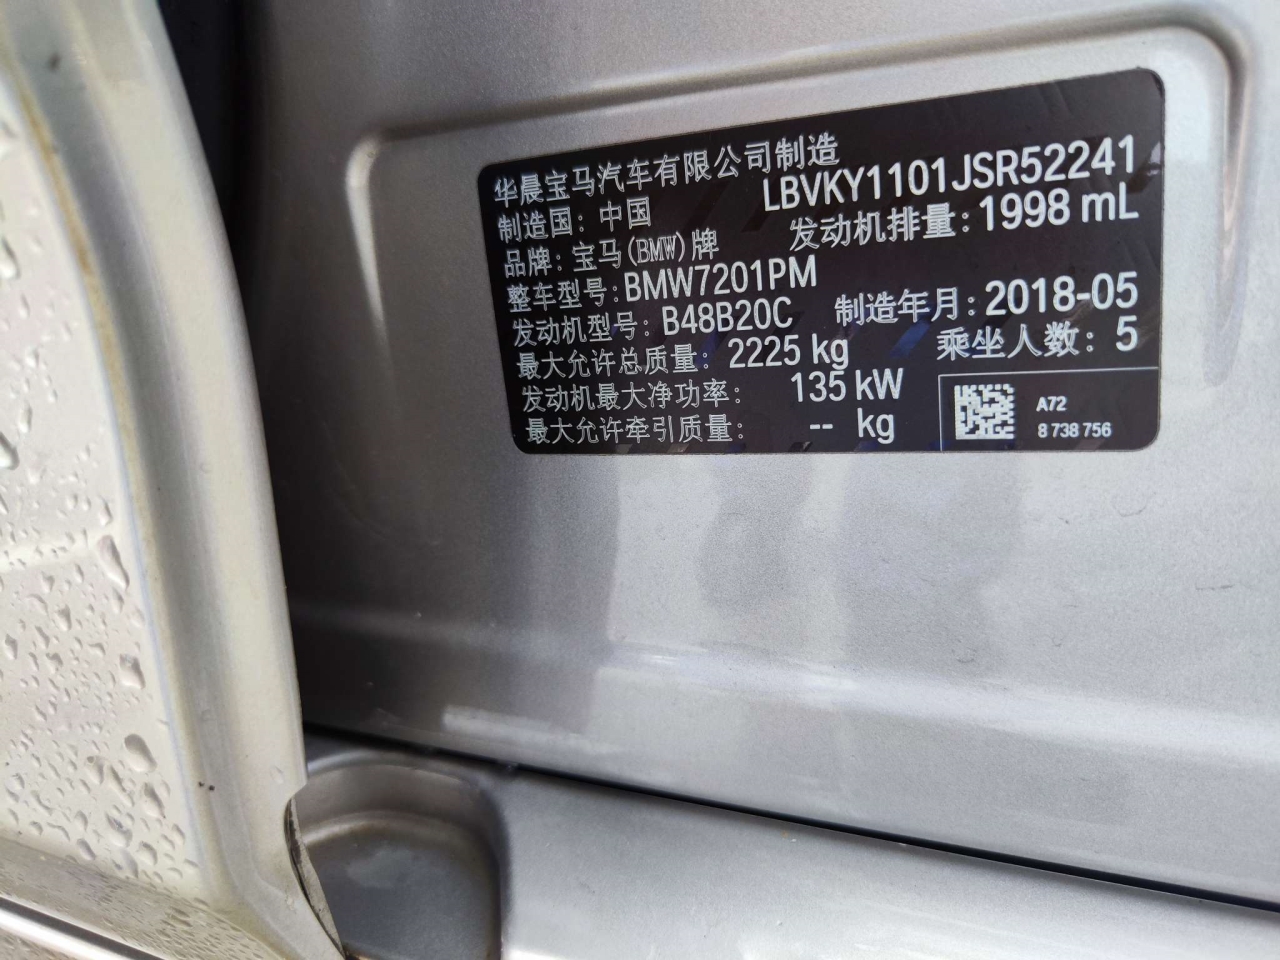 华晨宝马汽车有限公司制造
制造国：中国 LBVKY1101JSR52241
品牌：宝马(BMW)牌 发动机排量：1998 mL
整车型号：BMW7201PM
发动机型号：B48B20C 制造年月：2018-05
最大允许总质量：2225 kg 乘坐人数：5
发动机最大净功率：135 kW
最大允许牵引质量：-- kg
A72
8 738 756